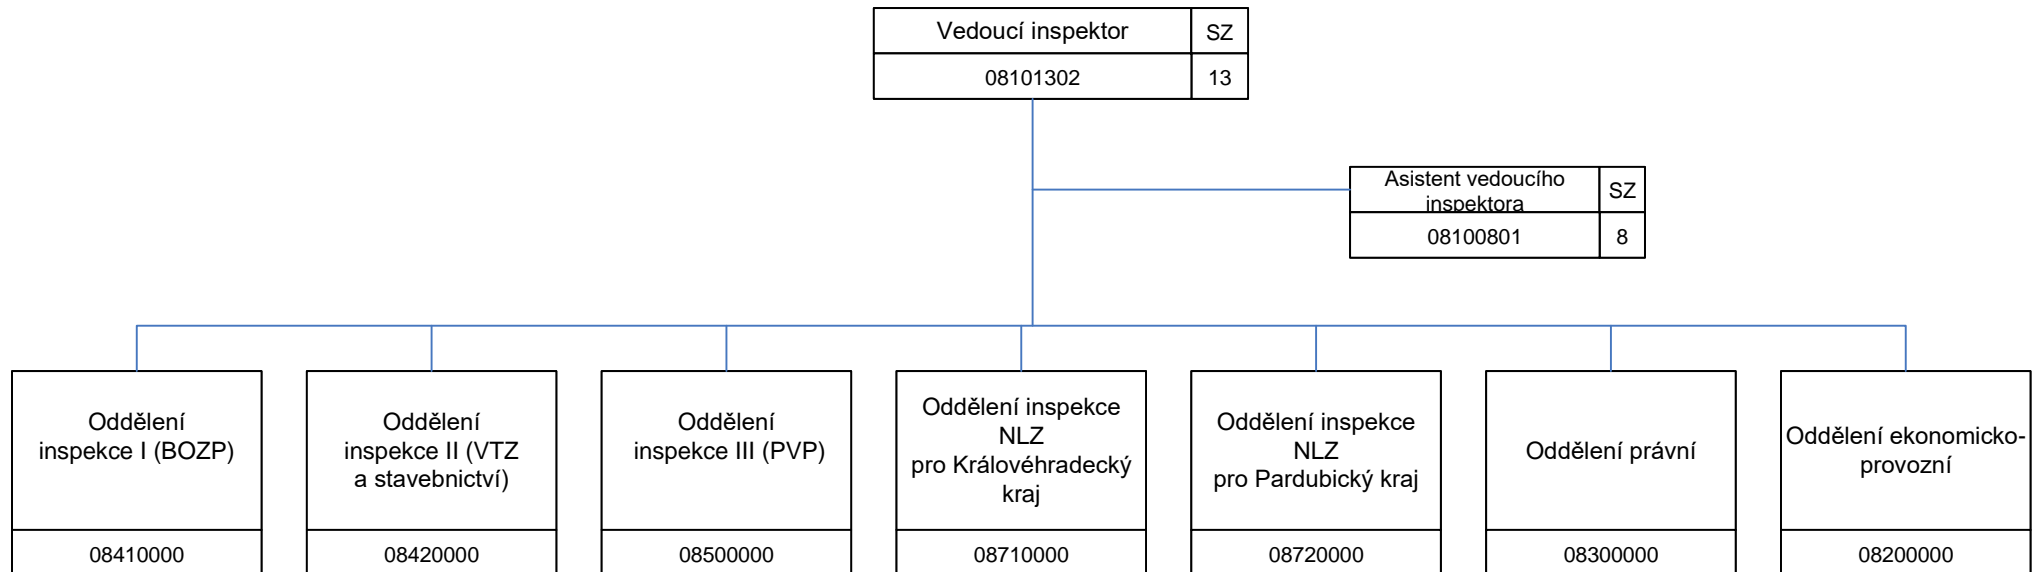 Vedoucí inspektor
SZ
08101302
13
Asistent vedoucího
inspektora
SZ
08100801
8
Oddělení
inspekce I (BOZP)
08410000
Oddělení
inspekce II (VTZ
a stavebnictví)
08420000
Oddělení
inspekce III (PVP)
08500000
Oddělení inspekce
NLZ
pro Královéhradecký
kraj
08710000
Oddělení inspekce
NLZ
pro Pardubický kraj
08720000
Oddělení právní
08300000
Oddělení ekonomicko-
provozní
08200000